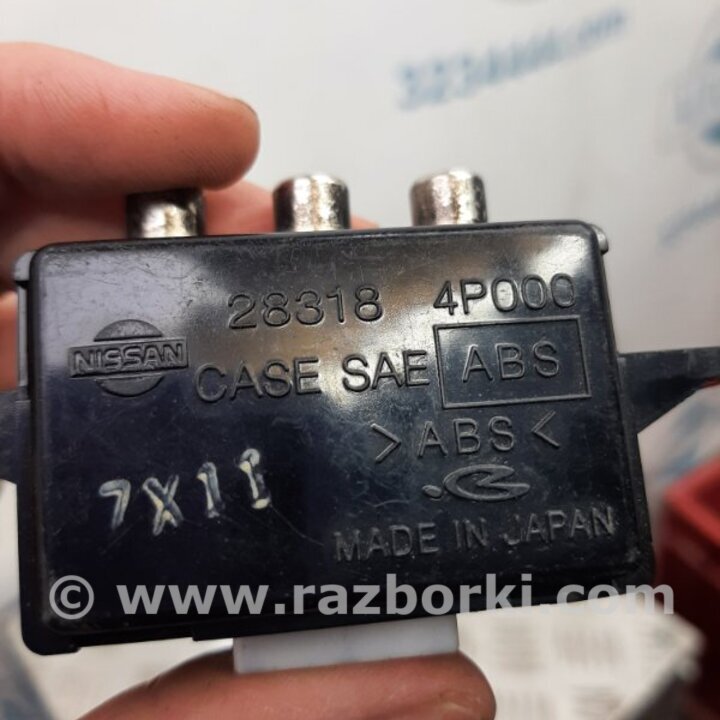 28318 4P000
NISSAN
CASE SAE ABS
>ABS<
7X11
MADE IN JAPAN
© www.razborki.com